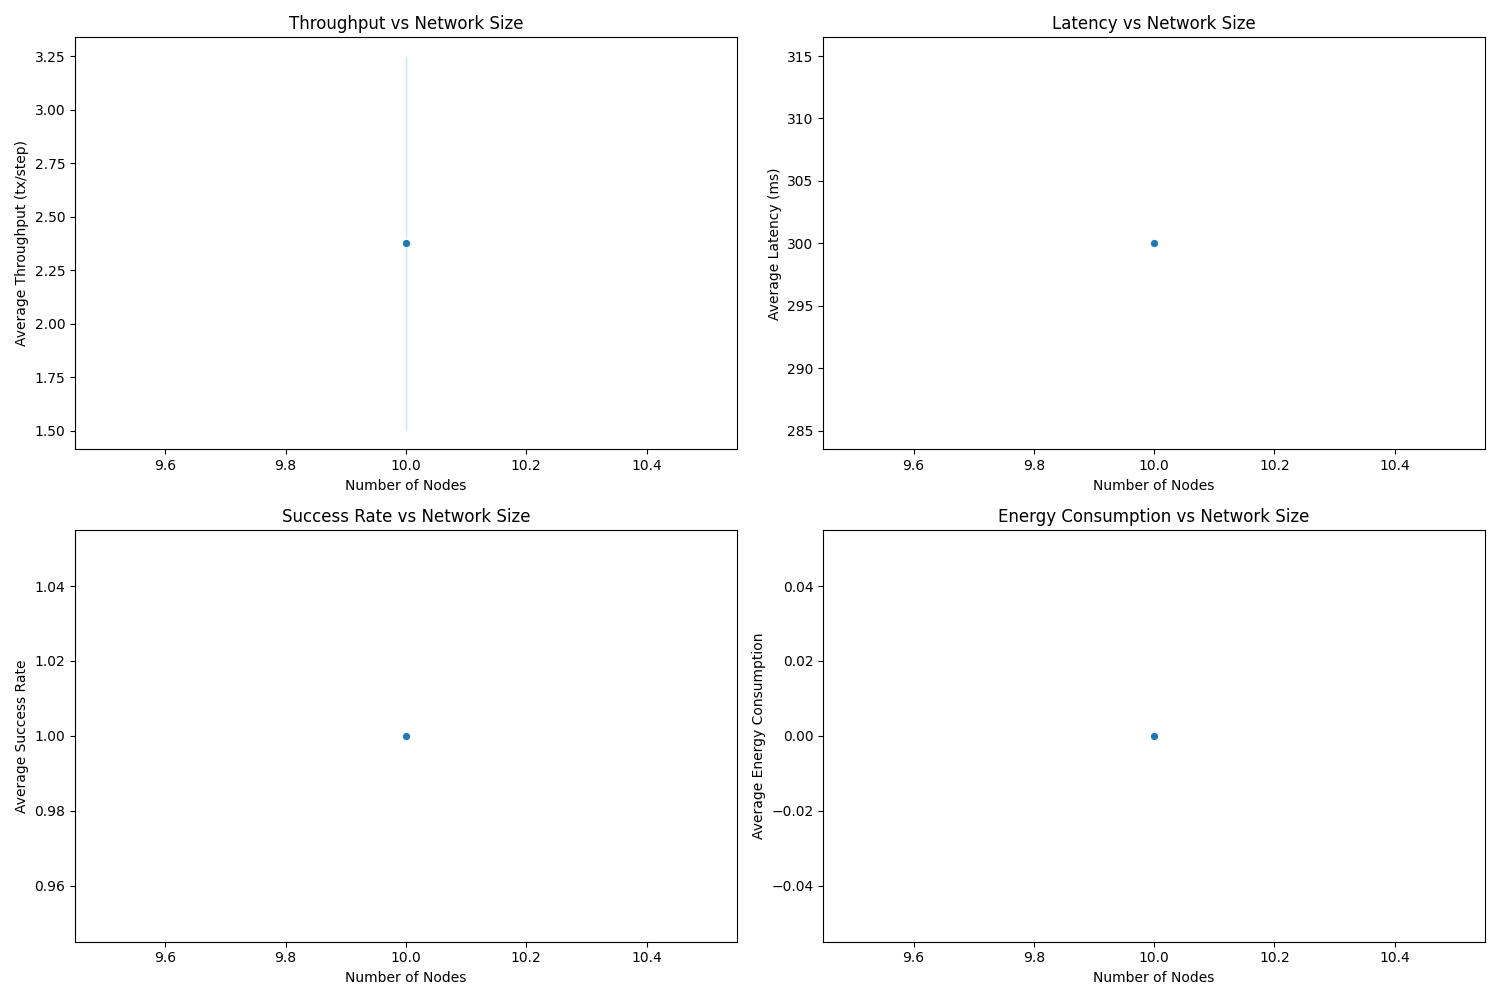 Throughput vs Network Size
Average Throughput (tx/step)
3.25
3.00
2.75
2.50
2.25
2.00
1.75
1.50
9.6 9.8 10.0 10.2 10.4
Number of Nodes
Latency vs Network Size
Average Latency (ms)
315
310
305
300
295
290
285
9.6 9.8 10.0 10.2 10.4
Number of Nodes
Success Rate vs Network Size
Average Success Rate
1.04
1.02
1.00
0.98
0.96
9.6 9.8 10.0 10.2 10.4
Number of Nodes
Energy Consumption vs Network Size
Average Energy Consumption
0.04
0.02
0.00
−0.02
−0.04
9.6 9.8 10.0 10.2 10.4
Number of Nodes